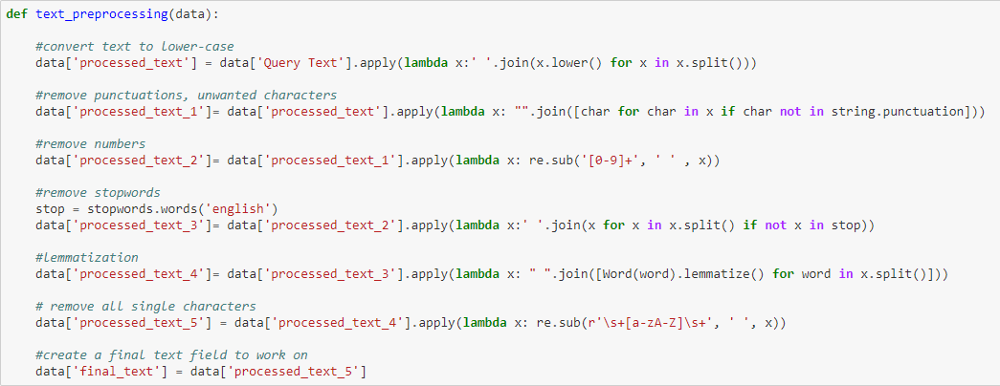 def text_preprocessing(data):
#convert text to lower-case
data['processed_text'] = data['Query Text'].apply(lambda x:' '.join(x.lower() for x in x.split()))
#remove punctuations, unwanted characters
data['processed_text_1']= data['processed_text'].apply(lambda x: "".join([char for char in x if char not in string.punctuation]))
#remove numbers
data['processed_text_2']= data['processed_text_1'].apply(lambda x: re.sub('[0-9]+', ' ' , x))
#remove stopwords
stop = stopwords.words('english')
data['processed_text_3']= data['processed_text_2'].apply(lambda x:' '.join(x for x in x.split() if not x in stop))
#lemmatization
data['processed_text_4']= data['processed_text_3'].apply(lambda x: " ".join([Word(word).lemmatize() for word in x.split()]))
# remove all single characters
data['processed_text_5'] = data['processed_text_4'].apply(lambda x: re.sub(r'\s+[a-zA-Z]\s+', ' ', x))
#create a final text field to work on
data['final_text'] = data['processed_text_5']